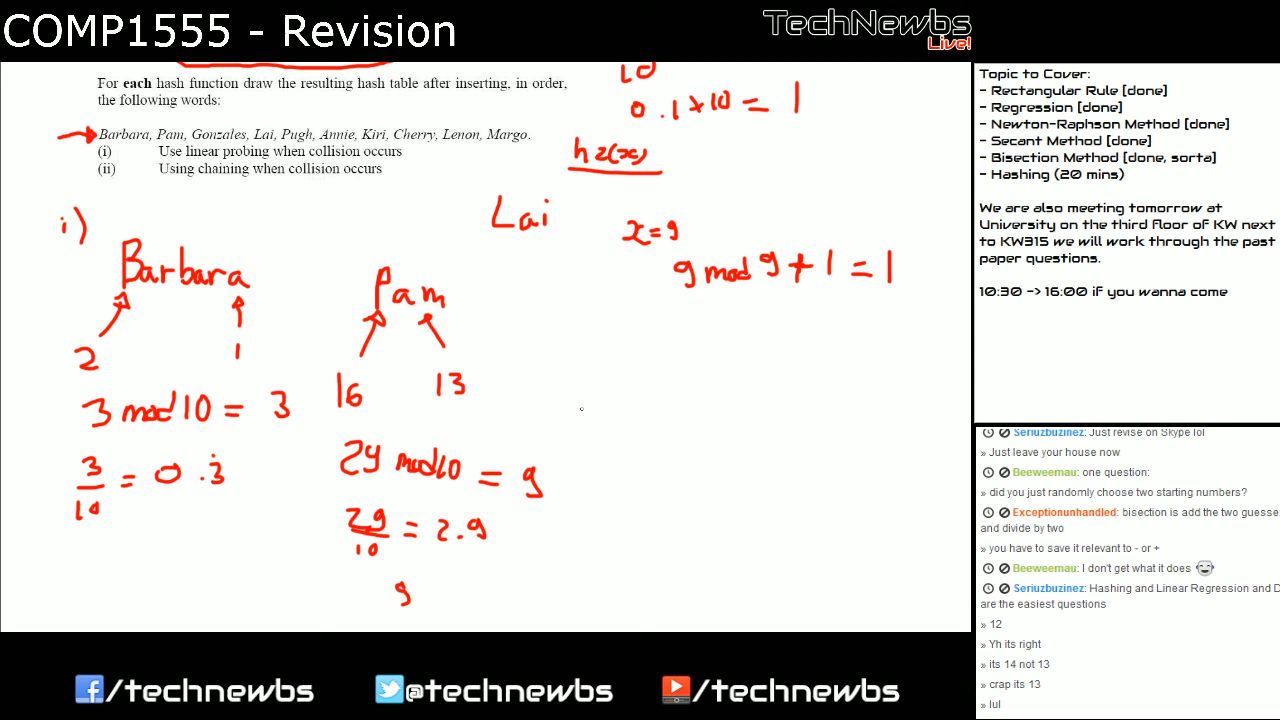 COMP1555 - Revision
TechNewbs
Live!
For each hash function draw the resulting hash table after inserting, in order,
the following words:
Barbara, Pam, Gonzales, Lai, Pugh, Annie, Kiri, Cherry, Lenon, Margo.
(i) Use linear probing when collision occurs
(ii) Using chaining when collision occurs
10
0.1*10=1
h2(x)
i)
Barbara
2 1
3 mod 10 = 3
3
10
= 0.3
Pam
16 13
29 mod 10 = 9
29
10
= 2.9
9
Lai
x=9
9 mod 9 + 1 = 1
Topic to Cover:
- Rectangular Rule [done]
- Regression [done]
- Newton-Raphson Method [done]
- Secant Method [done]
- Bisection Method [done, sorta]
- Hashing (20 mins)
We are also meeting tomorrow at
University on the third floor of KW next
to KW315 we will work through the past
paper questions.
10:30 -> 16:00 if you wanna come
Seriuzbuzinez: Just revise on Skype lol
» Just leave your house now
Beeweemau: one question:
» did you just randomly choose two starting numbers?
Exceptionunhandled: bisection is add the two guesse
and divide by two
» you have to save it relevant to - or +
Beeweemau: I don't get what it does
Seriuzbuzinez: Hashing and Linear Regression and D
are the easiest questions
» 12
» Yh its right
» its 14 not 13
» crap its 13
» lul
/technewbs
@technewbs
/technewbs